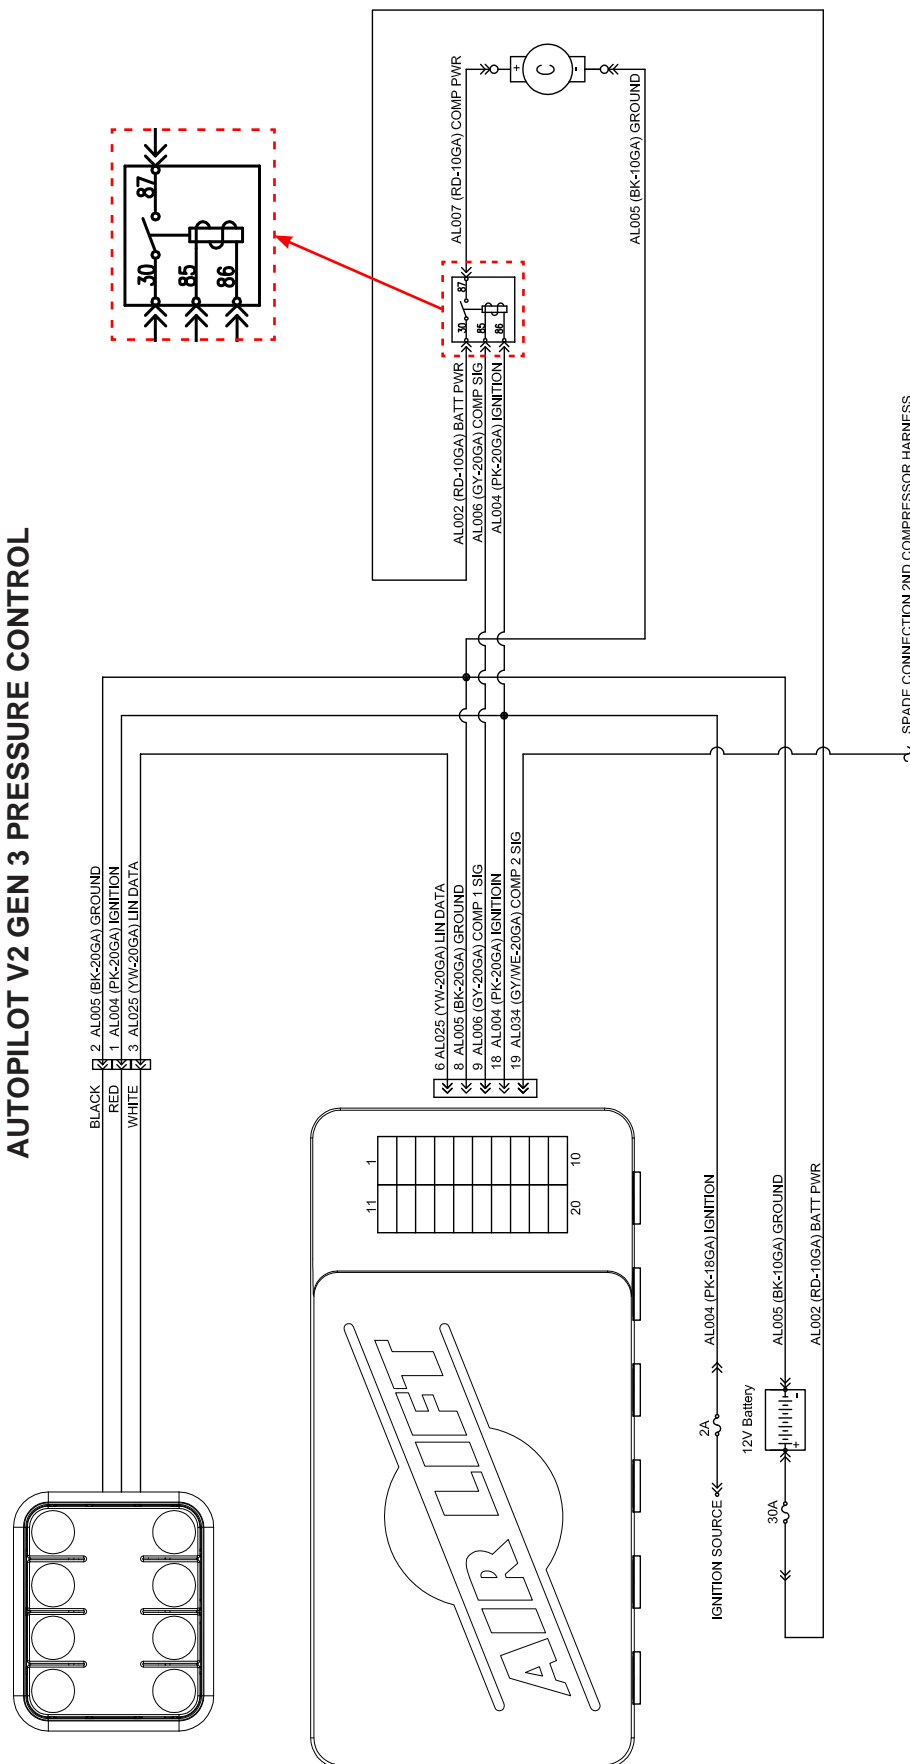 AUTOPILOT V2 GEN 3 PRESSURE CONTROL
BLACK
RED
WHITE
2 AL005 (BK-20GA) GROUND
1 AL004 (PK-20GA) IGNITION
3 AL025 (YW-20GA) LIN DATA
30
87
85
86
6 AL025 (YW-20GA) LIN DATA
8 AL005 (BK-20GA) GROUND
9 AL006 (GY-20GA) COMP 1 SIG
18 AL004 (PK-20GA) IGNITIOIN
19 AL034 (GY/WE-20GA) COMP 2 SIG
AL002 (RD-10GA) BATT PWR
AL006 (GY-20GA) COMP SIG
AL004 (PK-20GA) IGNITION
30
87
85
86
AL007 (RD-10GA) COMP PWR
AL005 (BK-10GA) GROUND
+
C
-
11
1
20
10
AIR LIFT
IGNITION SOURCE
2A
AL004 (PK-18GA) IGNITION
12V Battery
+
-
30A
AL005 (BK-10GA) GROUND
AL002 (RD-10GA) BATT PWR
SPADE CONNECTION 2ND COMPRESSOR HARNESS